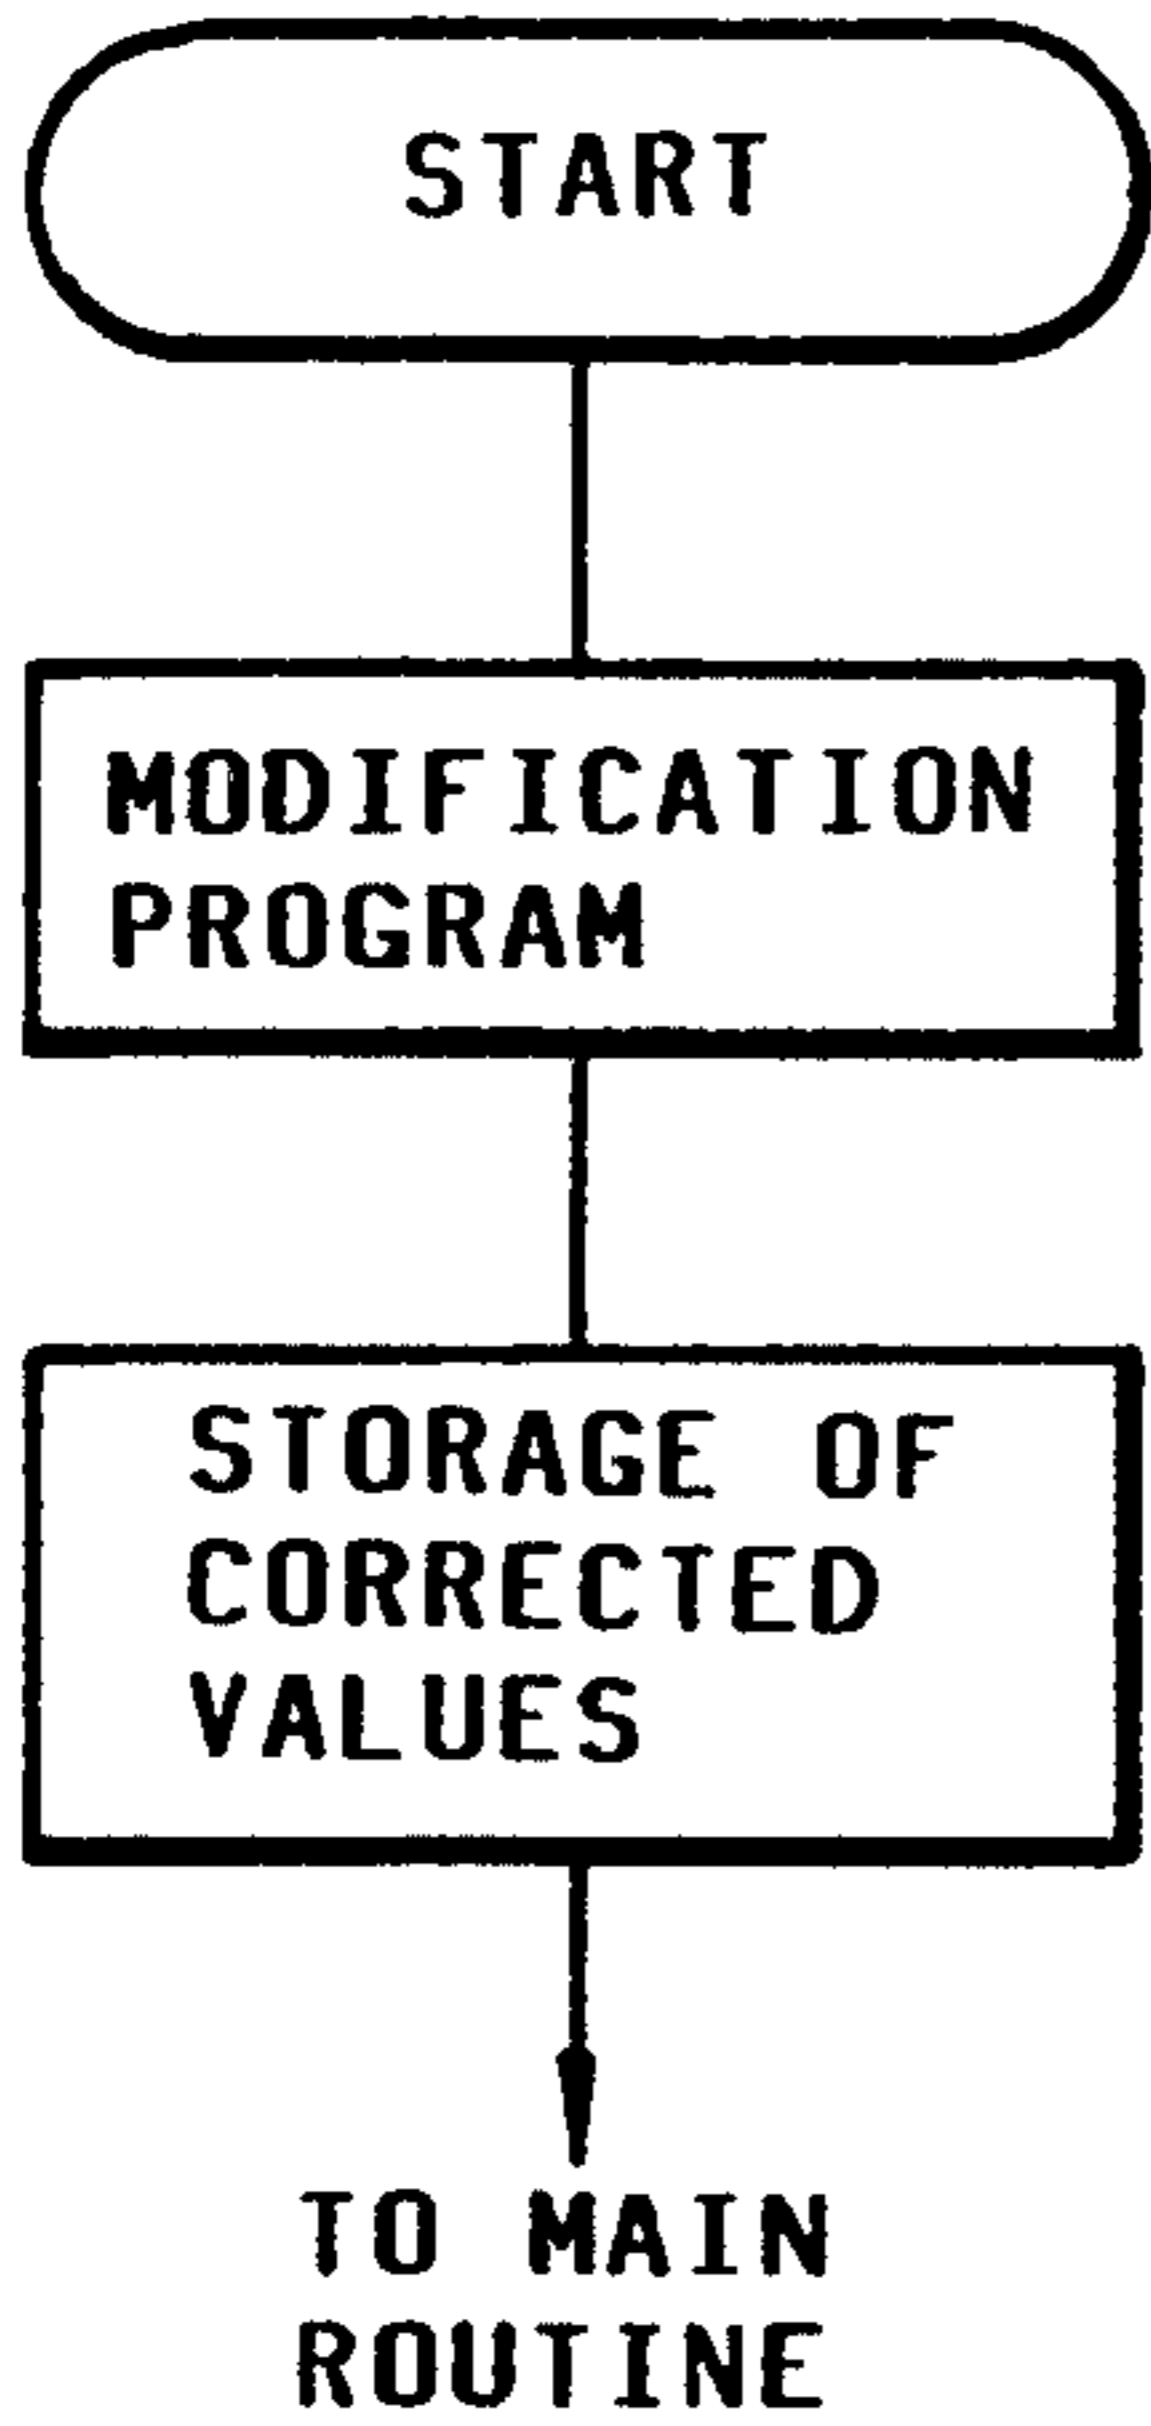 START
MODIFICATION
PROGRAM
STORAGE OF
CORRECTED
VALUES
TO MAIN
ROUTINE